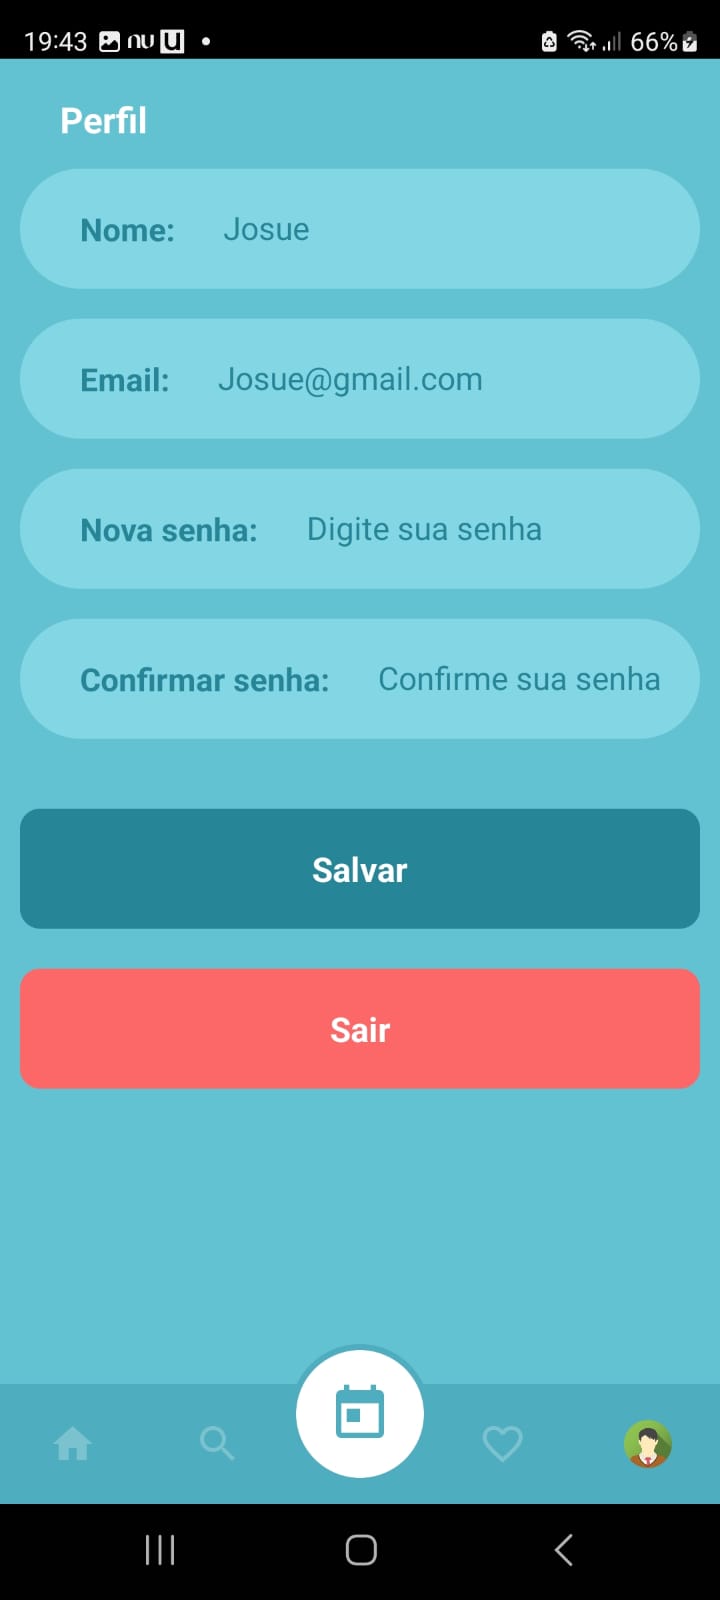 19:43 nu U 66%
Perfil
Nome: Josue
Email: Josue@gmail.com
Nova senha: Digite sua senha
Confirmar senha: Confirme sua senha
Salvar
Sair